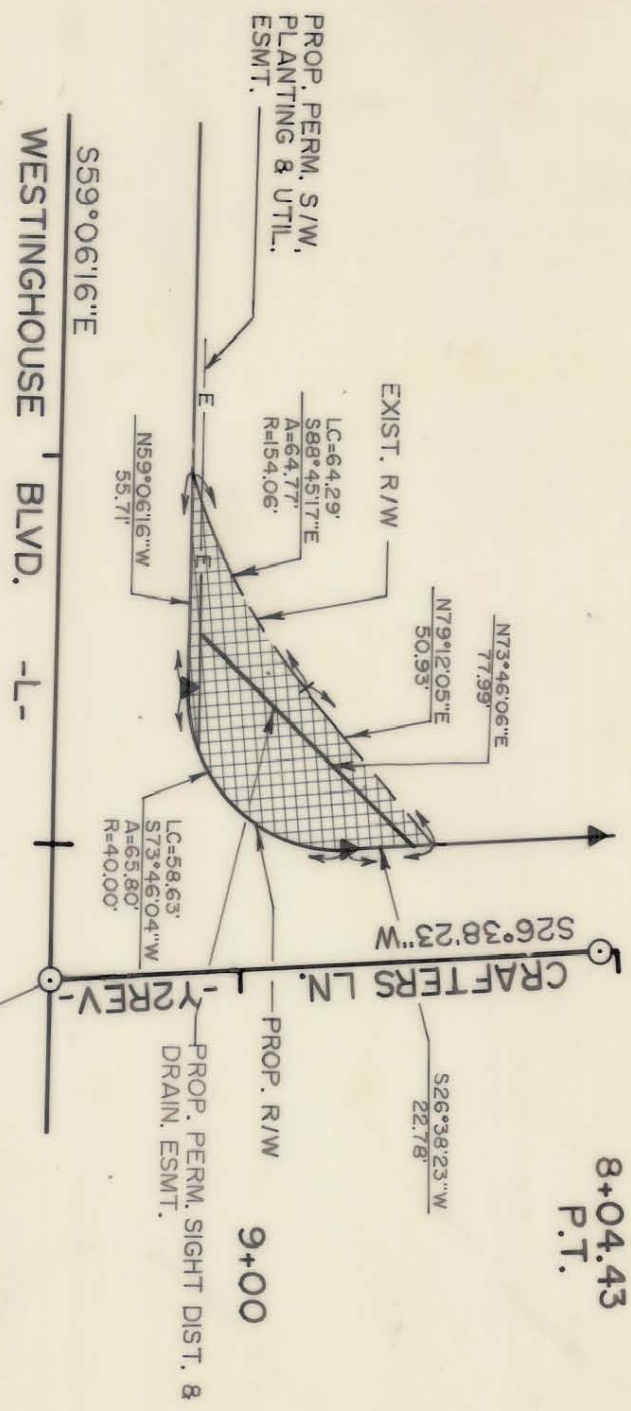 PROP. PERM. S/W,
PLANTING & UTIL.
ESMT.
S59°06'16"E
WESTINGHOUSE BLVD. -L-
E
E
EXIST. R/W
LC=64.29'
S88°45'17"E
A=64.77'
R=154.06'
N59°06'16"W
55.71'
N79°12'05"E
50.93'
N73°46'06"E
77.99'
LC=58.63'
S73°46'04"W
A=65.80'
R=40.00'
S26°38'23"W
CRAFTERS LN. -Y2REV-
PROP. R/W
PROP. PERM. SIGHT DIST. &
DRAIN. ESMT.
S26°38'23"W
22.78'
9+00
8+04.43
P.T.